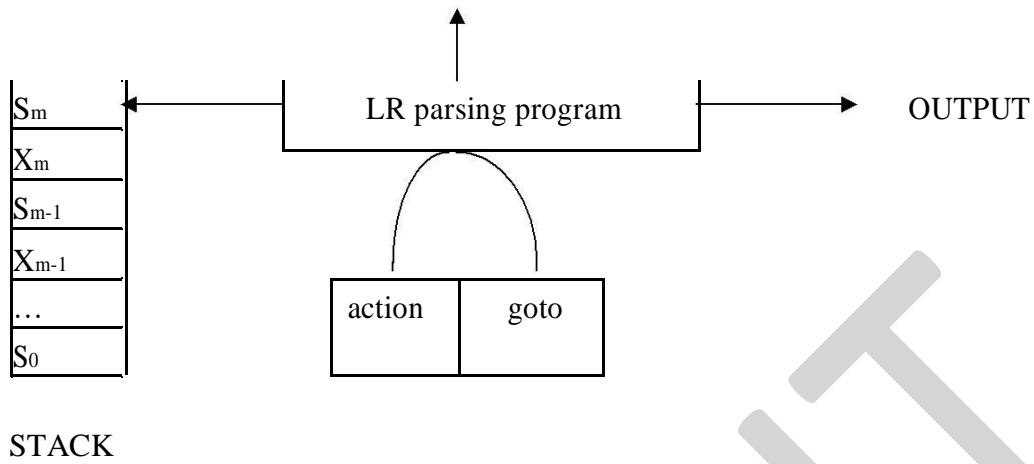 Sm
LR parsing program
OUTPUT
Xm
Sm-1
Xm-1
…
S0
action
goto
STACK